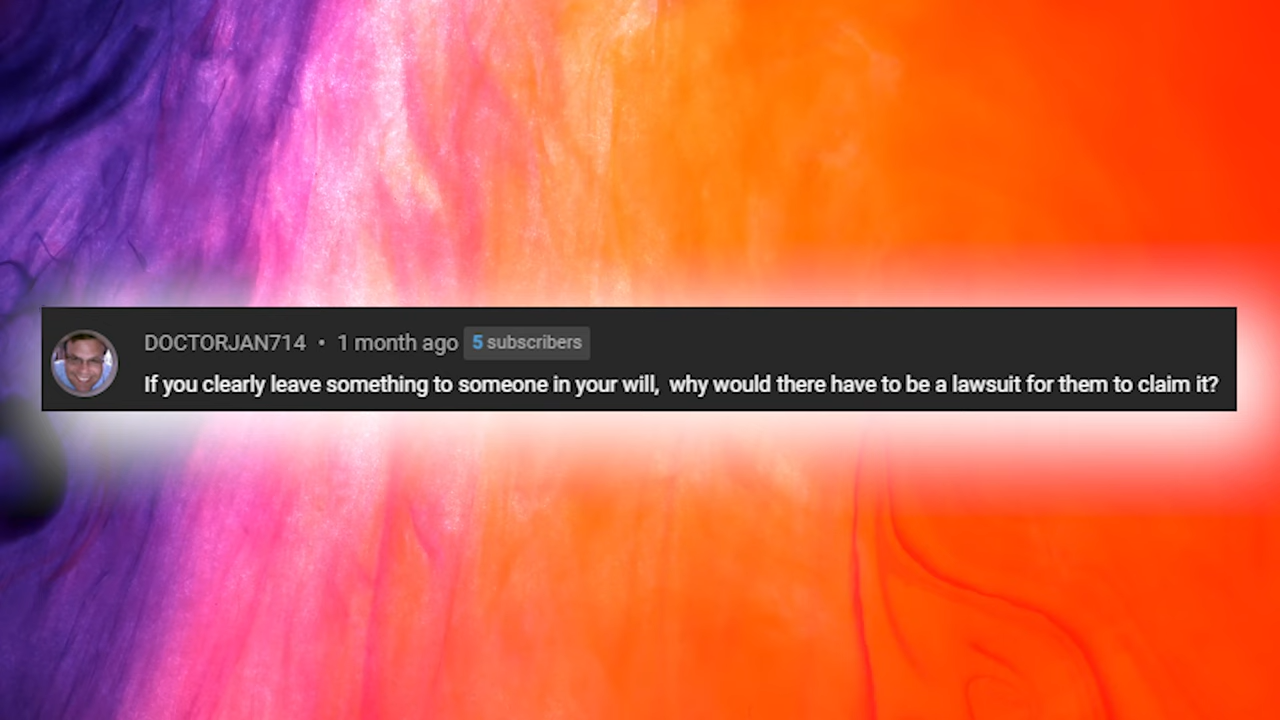 DOCTORJAN714 • 1 month ago 5 subscribers
If you clearly leave something to someone in your will,  why would there have to be a lawsuit for them to claim it?